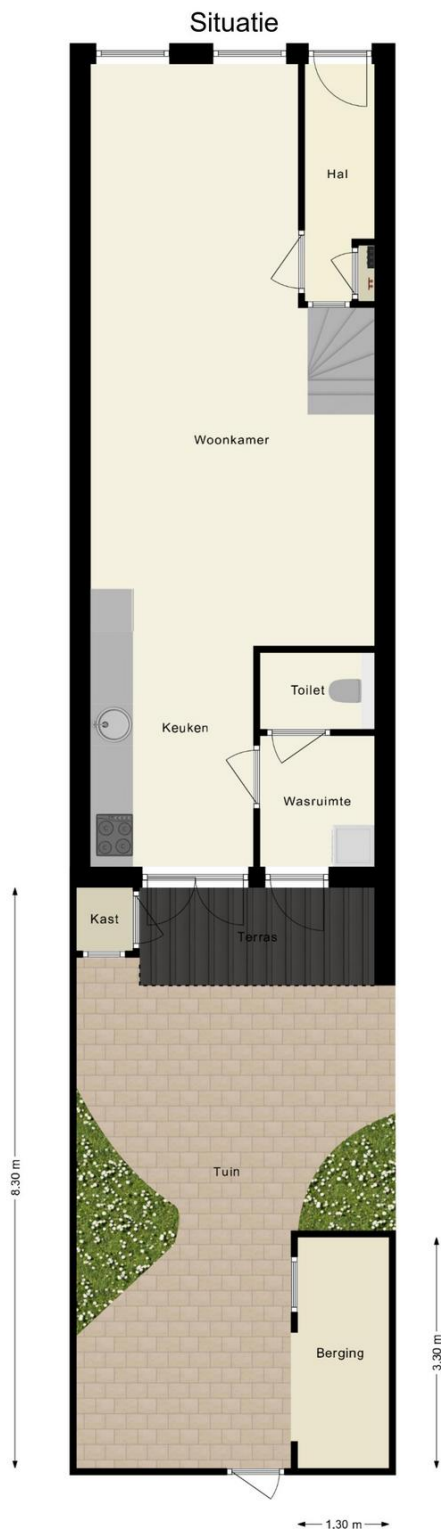 Situatie
Hal
Woonkamer
Toilet
Keuken
Wasruimte
Kast
Terras
8.30 m
Tuin
3.30 m
Berging
1.30 m